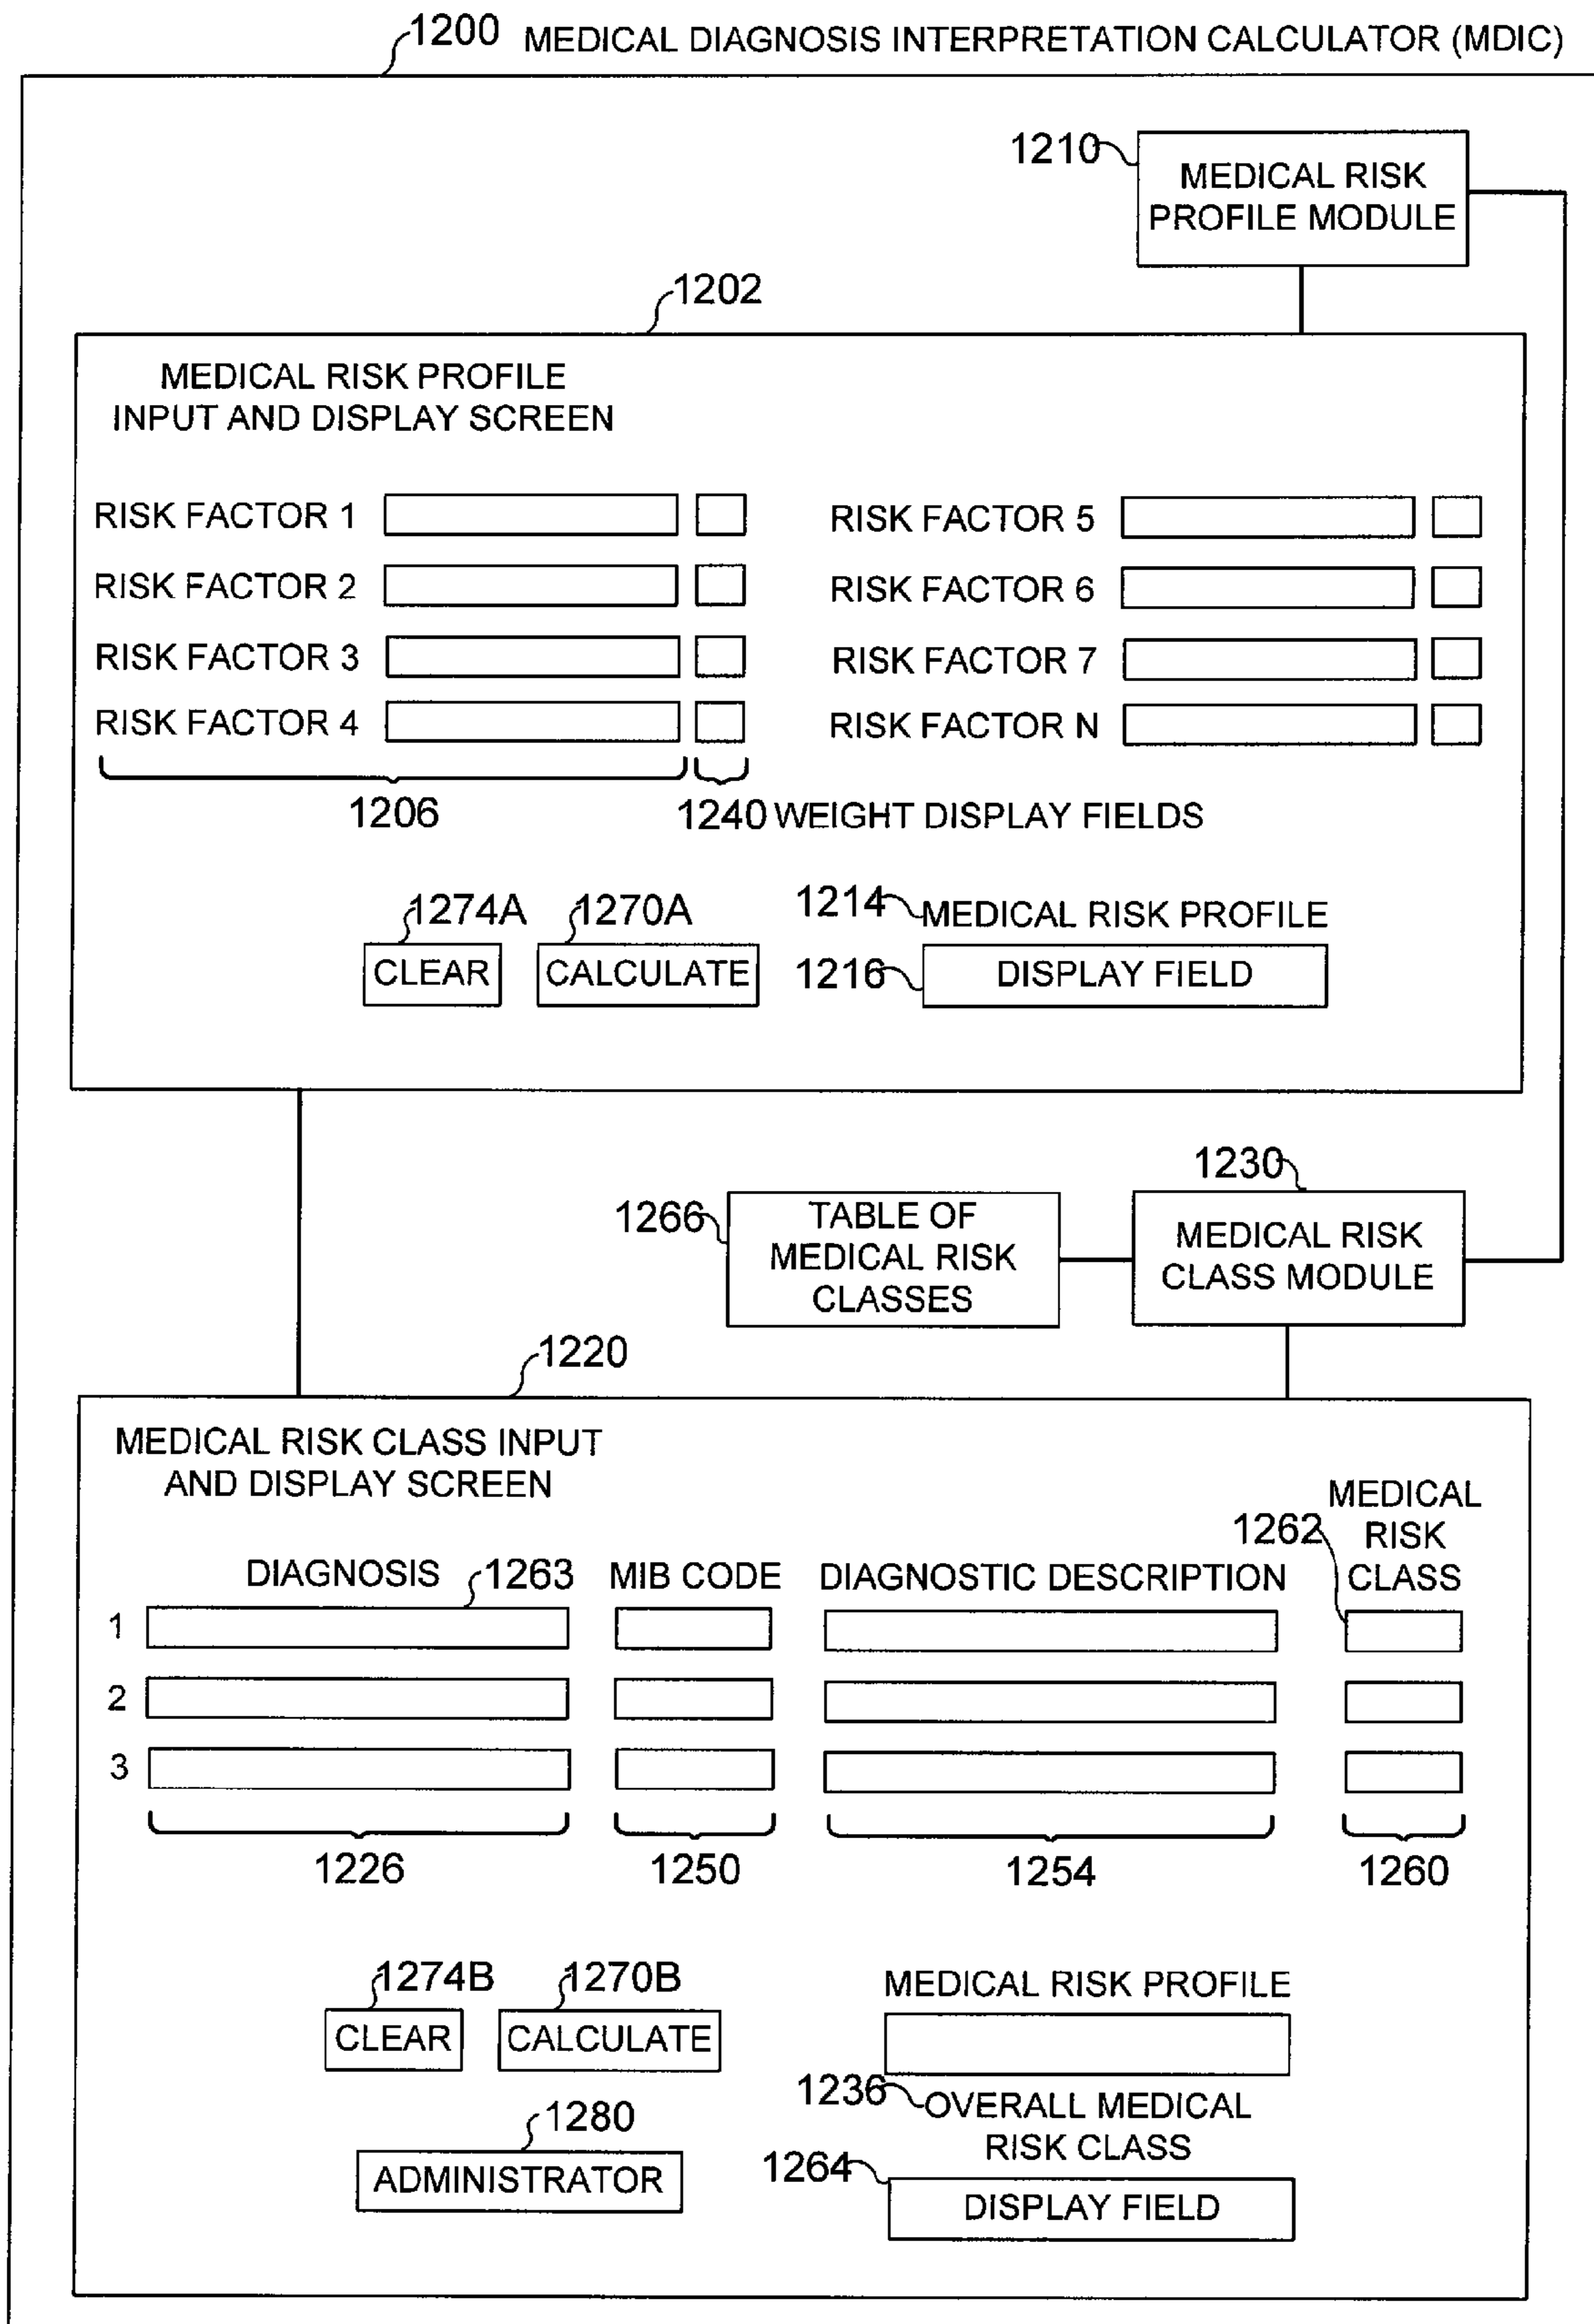 1200 MEDICAL DIAGNOSIS INTERPRETATION CALCULATOR (MDIC)
1210
MEDICAL RISK
PROFILE MODULE
1202
MEDICAL RISK PROFILE
INPUT AND DISPLAY SCREEN
RISK FACTOR 1
RISK FACTOR 5
RISK FACTOR 2
RISK FACTOR 6
RISK FACTOR 3
RISK FACTOR 7
RISK FACTOR 4
RISK FACTOR N
1206
1240 WEIGHT DISPLAY FIELDS
1274A
1270A
1214
MEDICAL RISK PROFILE
CLEAR
CALCULATE
1216
DISPLAY FIELD
1230
1266
TABLE OF
MEDICAL RISK
CLASSES
MEDICAL RISK
CLASS MODULE
1220
MEDICAL RISK CLASS INPUT
AND DISPLAY SCREEN
1262
MEDICAL
RISK
CLASS
DIAGNOSIS
1263
MIB CODE
DIAGNOSTIC DESCRIPTION
1
2
3
1226
1250
1254
1260
1274B
1270B
MEDICAL RISK PROFILE
CLEAR
CALCULATE
1236
OVERALL MEDICAL
RISK CLASS
1280
ADMINISTRATOR
1264
DISPLAY FIELD